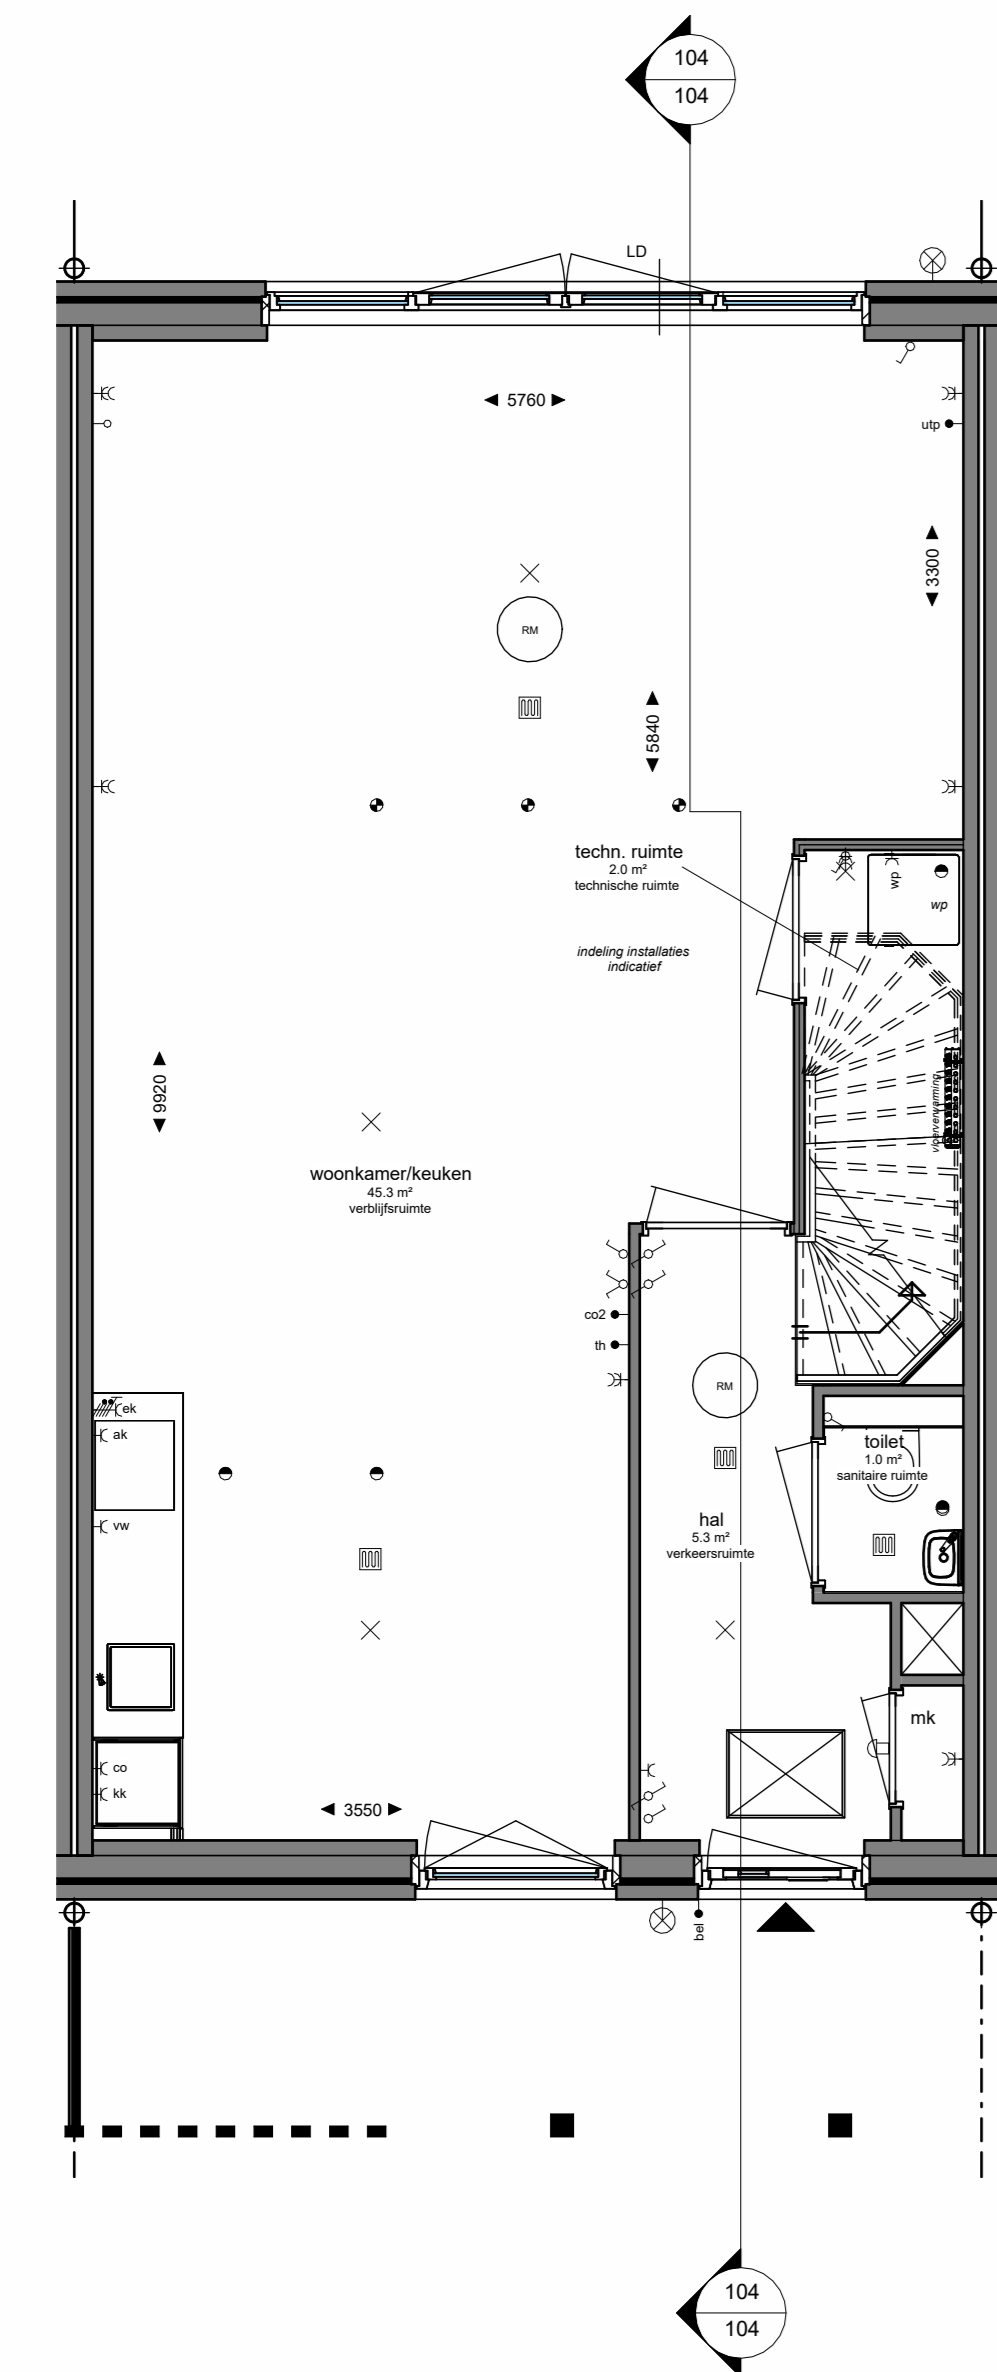 104
104
LD
5760
utp
3300
RM
5840
techn. ruimte
2.0 m²
technische ruimte
wp
wp
indeling installaties
indicatief
9920
vloerverwarming
woonkamer/keuken
45.3 m²
verblijfsruimte
co2
th
RM
ek
ak
toilet
1.0 m²
sanitaire ruimte
vw
hal
5.3 m²
verkeersruimte
mk
co
kk
3550
bel
104
104